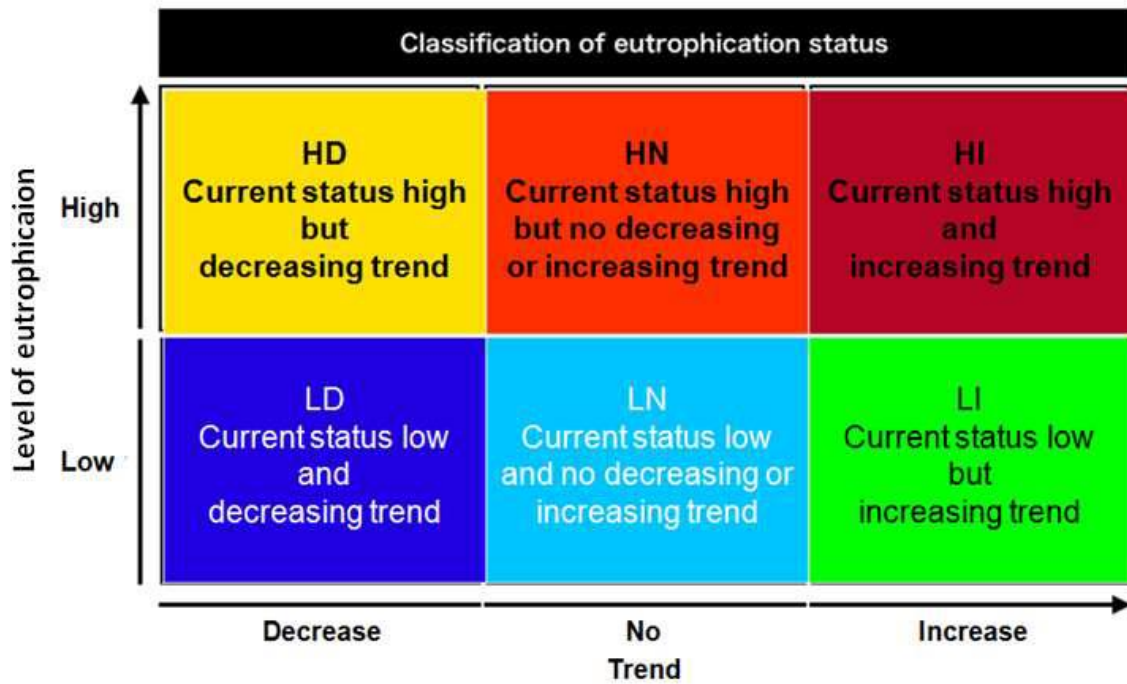 Classification of eutrophication status
Level of eutrophicaion
High
HD
Current status high
but
decreasing trend
HN
Current status high
but no decreasing
or increasing trend
HI
Current status high
and
increasing trend
Low
LD
Current status low
and
decreasing trend
LN
Current status low
and no decreasing or
increasing trend
LI
Current status low
but
increasing trend
Decrease
No
Increase
Trend